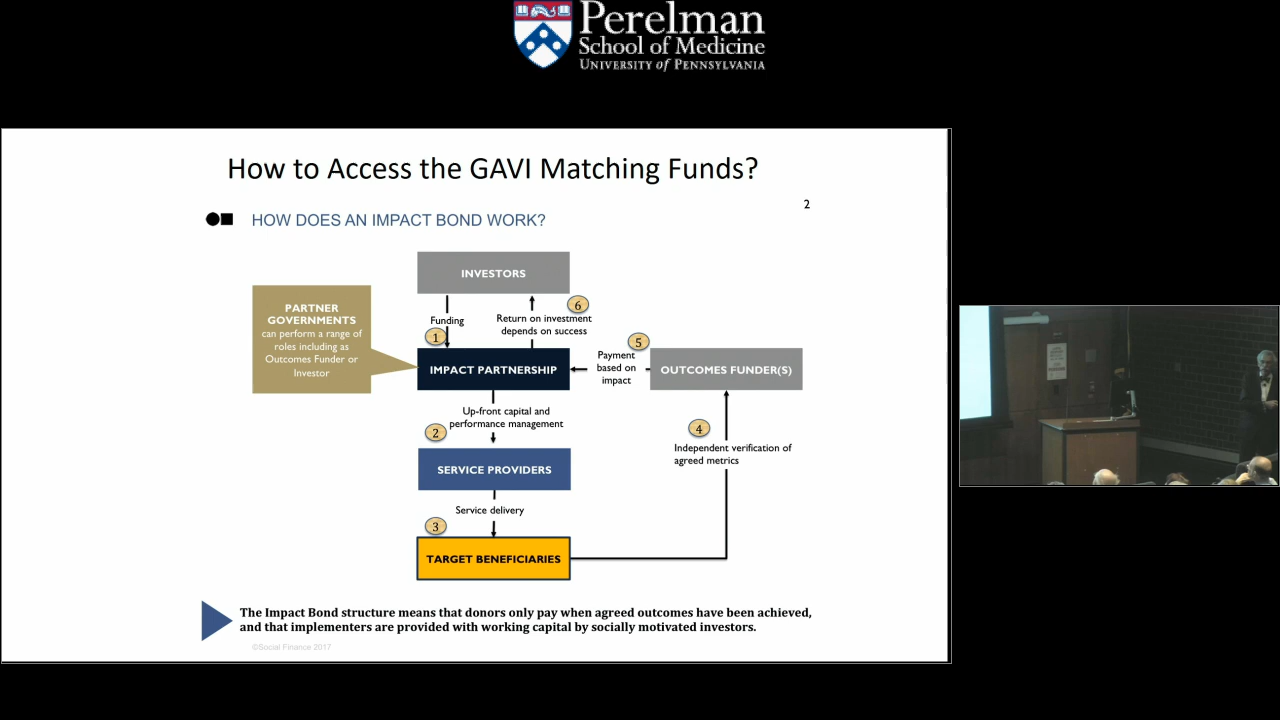 Perelman
School of Medicine
UNIVERSITY of PENNSYLVANIA
How to Access the GAVI Matching Funds?
2
HOW DOES AN IMPACT BOND WORK?
INVESTORS
PARTNER
GOVERNMENTS
can perform a range of
roles including as
Outcomes Funder or
Investor
Funding
1
6
Return on investment
depends on success
IMPACT PARTNERSHIP
5
Payment
based on
impact
OUTCOMES FUNDER(S)
Up-front capital and
performance management
2
4
Independent verification of
agreed metrics
SERVICE PROVIDERS
Service delivery
3
TARGET BENEFICIARIES
The Impact Bond structure means that donors only pay when agreed outcomes have been achieved,
and that implementers are provided with working capital by socially motivated investors.
©Social Finance 2017